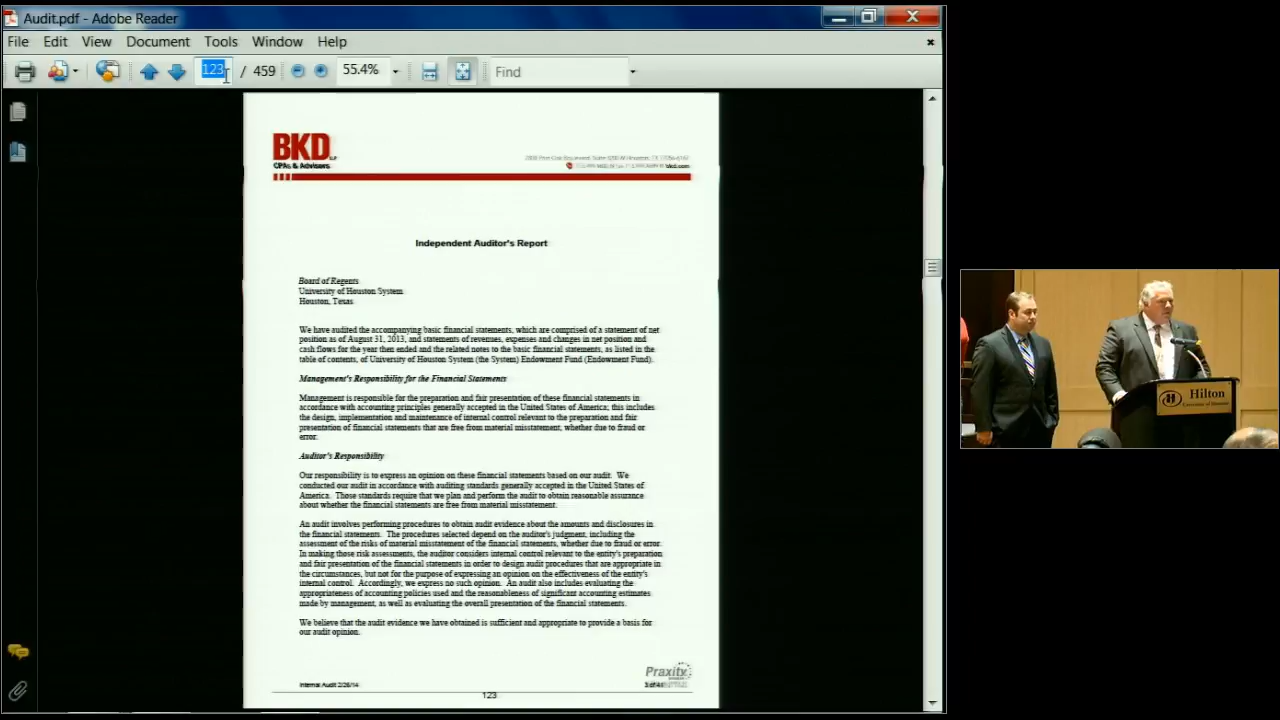 Audit.pdf - Adobe Reader
File Edit View Document Tools Window Help
123 / 459 55.4% Find
BKD LLP
CPAs & Advisors
bkd.com
Independent Auditor's Report
Board of Regents
University of Houston System
Houston, Texas
We have audited the accompanying basic financial statements, which are comprised of a statement of net
position as of August 31, 2013, and statements of revenues, expenses and changes in net position and
cash flows for the year then ended and the related notes to the basic financial statements, as listed in the
table of contents, of University of Houston System (the System) Endowment Fund (Endowment Fund).
Management's Responsibility for the Financial Statements
Management is responsible for the preparation and fair presentation of these financial statements in
accordance with accounting principles generally accepted in the United States of America; this includes
the design, implementation and maintenance of internal control relevant to the preparation and fair
presentation of financial statements that are free from material misstatement, whether due to fraud or
error.
Auditor's Responsibility
Our responsibility is to express an opinion on these financial statements based on our audit. We
conducted our audit in accordance with auditing standards generally accepted in the United States of
America. Those standards require that we plan and perform the audit to obtain reasonable assurance
about whether the financial statements are free from material misstatement.
An audit involves performing procedures to obtain audit evidence about the amounts and disclosures in
the financial statements. The procedures selected depend on the auditor's judgment, including the
assessment of the risks of material misstatement of the financial statements, whether due to fraud or error.
In making those risk assessments, the auditor considers internal control relevant to the entity's preparation
and fair presentation of the financial statements in order to design audit procedures that are appropriate in
the circumstances, but not for the purpose of expressing an opinion on the effectiveness of the entity's
internal control. Accordingly, we express no such opinion. An audit also includes evaluating the
appropriateness of accounting policies used and the reasonableness of significant accounting estimates
made by management, as well as evaluating the overall presentation of the financial statements.
We believe that the audit evidence we have obtained is sufficient and appropriate to provide a basis for
our audit opinion.
Praxity
Internal Audit 2/26/14
123
Hilton
University of Houston